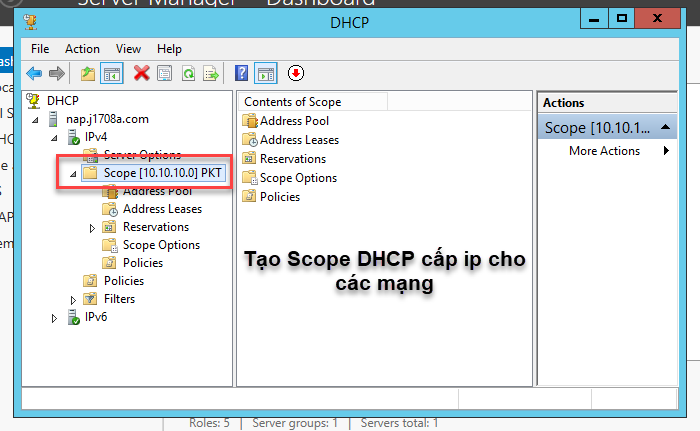 Server Manager Dashboard
DHCP
File Action View Help
DHCP
nap.j1708a.com
IPv4
Server Options
Scope [10.10.10.0] PKT
Address Pool
Address Leases
Reservations
Scope Options
Policies
Policies
Filters
IPv6
Contents of Scope
Address Pool
Address Leases
Reservations
Scope Options
Policies
Tạo Scope DHCP cấp ip cho
các mạng
Actions
Scope [10.10.1...
More Actions
Roles: 5 | Server groups: 1 | Servers total: 1